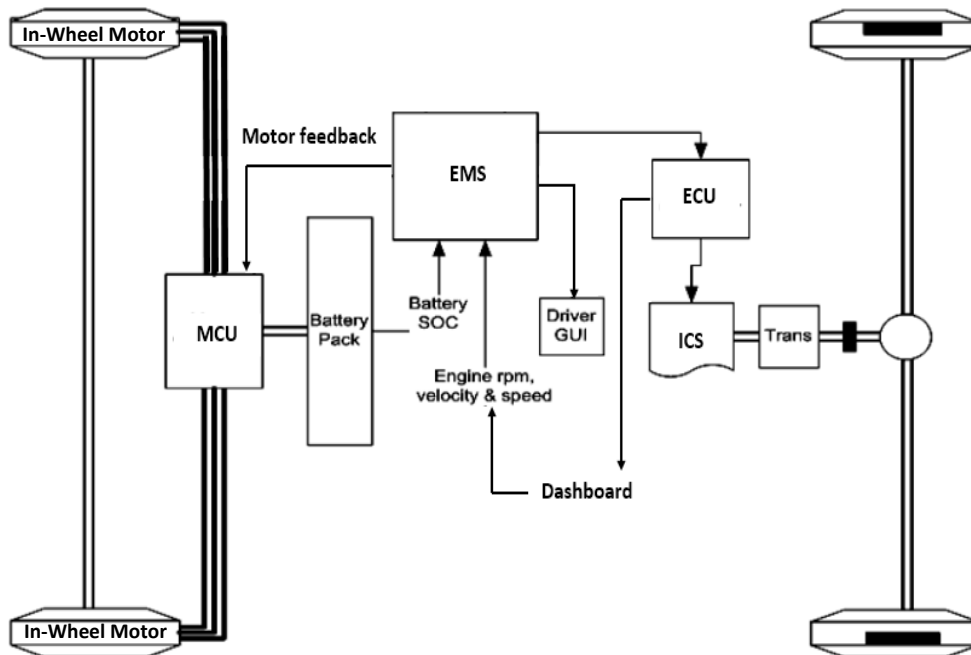 In-Wheel Motor
Motor feedback
EMS
ECU
MCU
Battery
Pack
Battery
SOC
Driver
GUI
ICS
Trans
Engine rpm,
velocity & speed
Dashboard
In-Wheel Motor